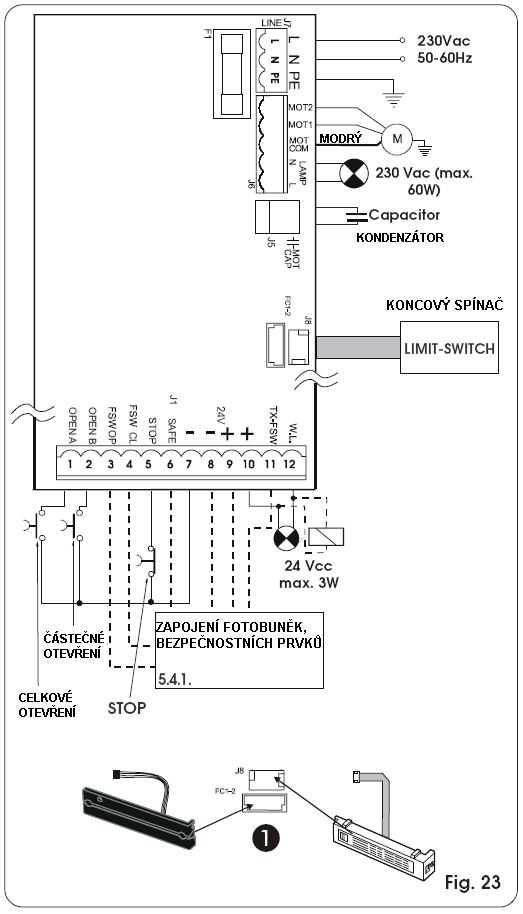 F1
LINE
J7
L
N
PE
L
N
PE
230Vac
50-60Hz
MOT2
MOT1
MOT
COM
MODRÝ
M
N
L
LAMP
J6
230 Vac (max.
60W)
J5
MOT
CAP
Capacitor
KONDENZÁTOR
KONCOVÝ SPÍNAČ
FC1-2
J8
LIMIT-SWITCH
OPEN A
OPEN B
FSW OP
FSW CL
STOP
J1
SAFE
-
-
24V
+
+
TX-FSW
W.L.
1 2 3 4 5 6 7 8 9 10 11 12
24 Vcc
max. 3W
ZAPOJENÍ FOTOBUNĚK,
BEZPEČNOSTNÍCH PRVKŮ
5.4.1.
ČÁSTEČNÉ
OTEVŘENÍ
CELKOVÉ
OTEVŘENÍ
STOP
J8
FC1-2
1
Fig. 23